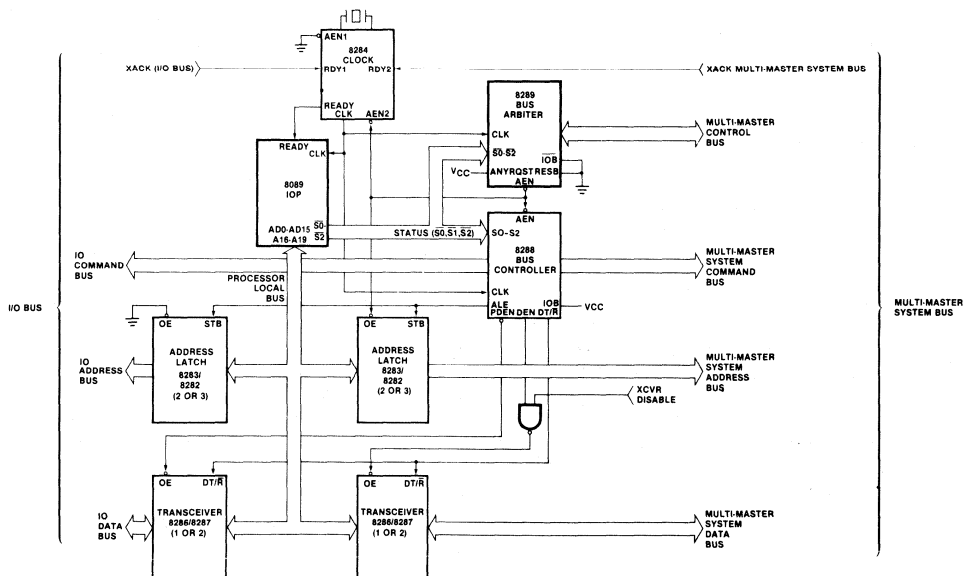 AEN1
8284
CLOCK
XACK (I/O BUS)
RDY1 RDY2
XACK MULTI-MASTER SYSTEM BUS
READY
CLK AEN2
8289
BUS
ARBITER
CLK
S0-S2
IOB
VCC
ANYRQST RESB
AEN
MULTI-MASTER
CONTROL
BUS
READY
CLK
8089
IOP
AD0-AD15 S0-
A16-A19 S2
STATUS (S0,S1,S2)
AEN
SO-S2
8288
BUS
CONTROLLER
CLK
ALE IOB
PDEN DEN DT/R
VCC
IO
COMMAND
BUS
PROCESSOR
LOCAL
BUS
MULTI-MASTER
SYSTEM
COMMAND
BUS
I/O BUS
MULTI-MASTER
SYSTEM BUS
OE STB
ADDRESS
LATCH
8283/
8282
(2 OR 3)
OE STB
ADDRESS
LATCH
8283/
8282
(2 OR 3)
IO
ADDRESS
BUS
MULTI-MASTER
SYSTEM
ADDRESS
BUS
XCVR
DISABLE
OE DT/R
TRANSCEIVER
8286/8287
(1 OR 2)
OE DT/R
TRANSCEIVER
8286/8287
(1 OR 2)
IO
DATA
BUS
MULTI-MASTER
SYSTEM
DATA
BUS